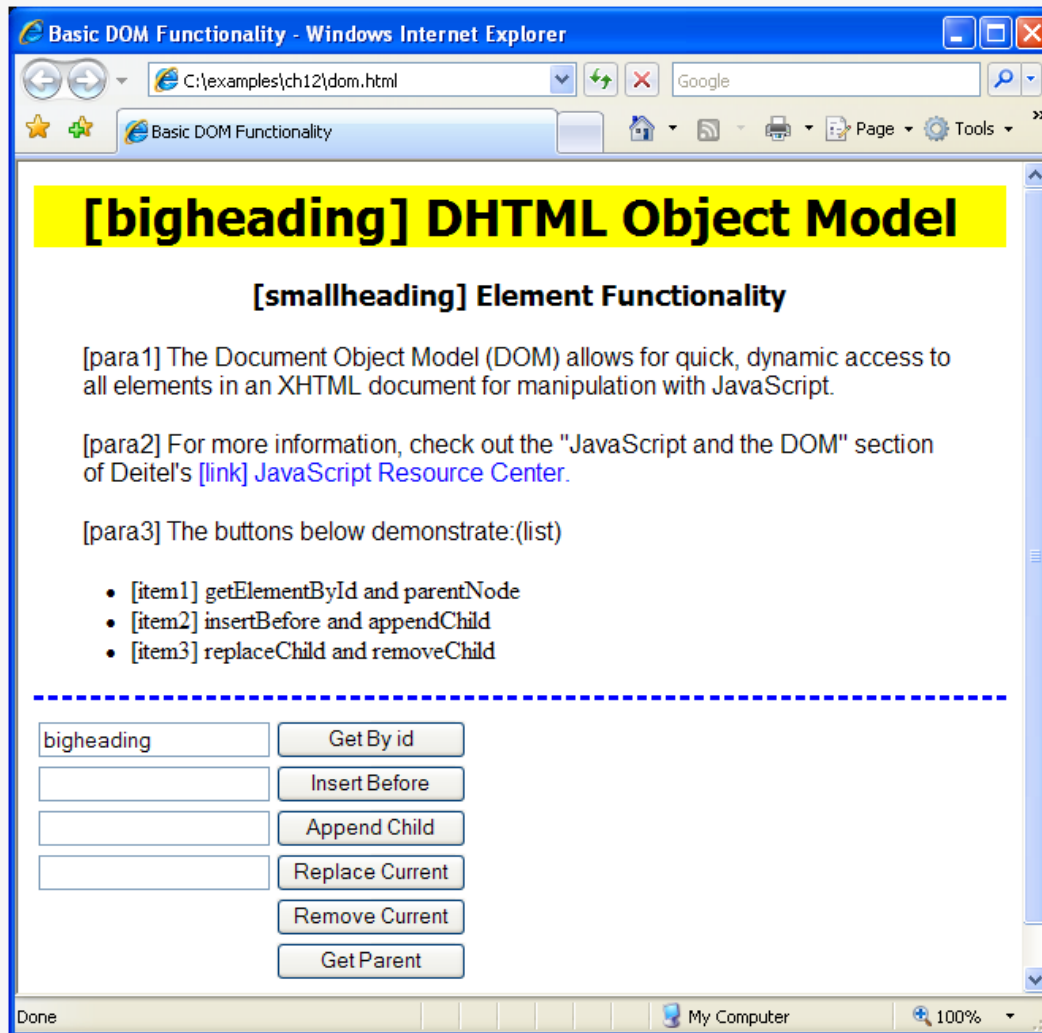 Basic DOM Functionality - Windows Internet Explorer
C:\examples\ch12\dom.html
Google
Basic DOM Functionality
Page
Tools
»
[bigheading] DHTML Object Model
[smallheading] Element Functionality
[para1] The Document Object Model (DOM) allows for quick, dynamic access to
all elements in an XHTML document for manipulation with JavaScript.
[para2] For more information, check out the "JavaScript and the DOM" section
of Deitel's [link] JavaScript Resource Center.
[para3] The buttons below demonstrate:(list)
• [item1] getElementById and parentNode
• [item2] insertBefore and appendChild
• [item3] replaceChild and removeChild
bigheading Get By id
Insert Before
Append Child
Replace Current
Remove Current
Get Parent
Done My Computer 100%